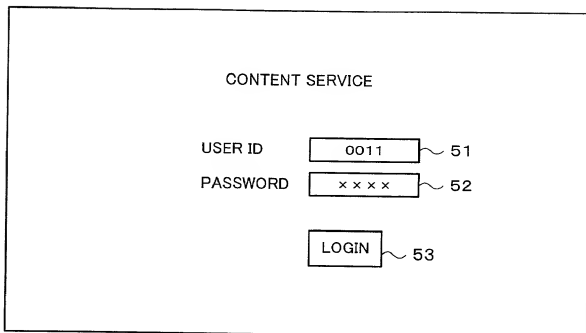 CONTENT SERVICE
USER ID 0011 51
PASSWORD ×××× 52
LOGIN 53